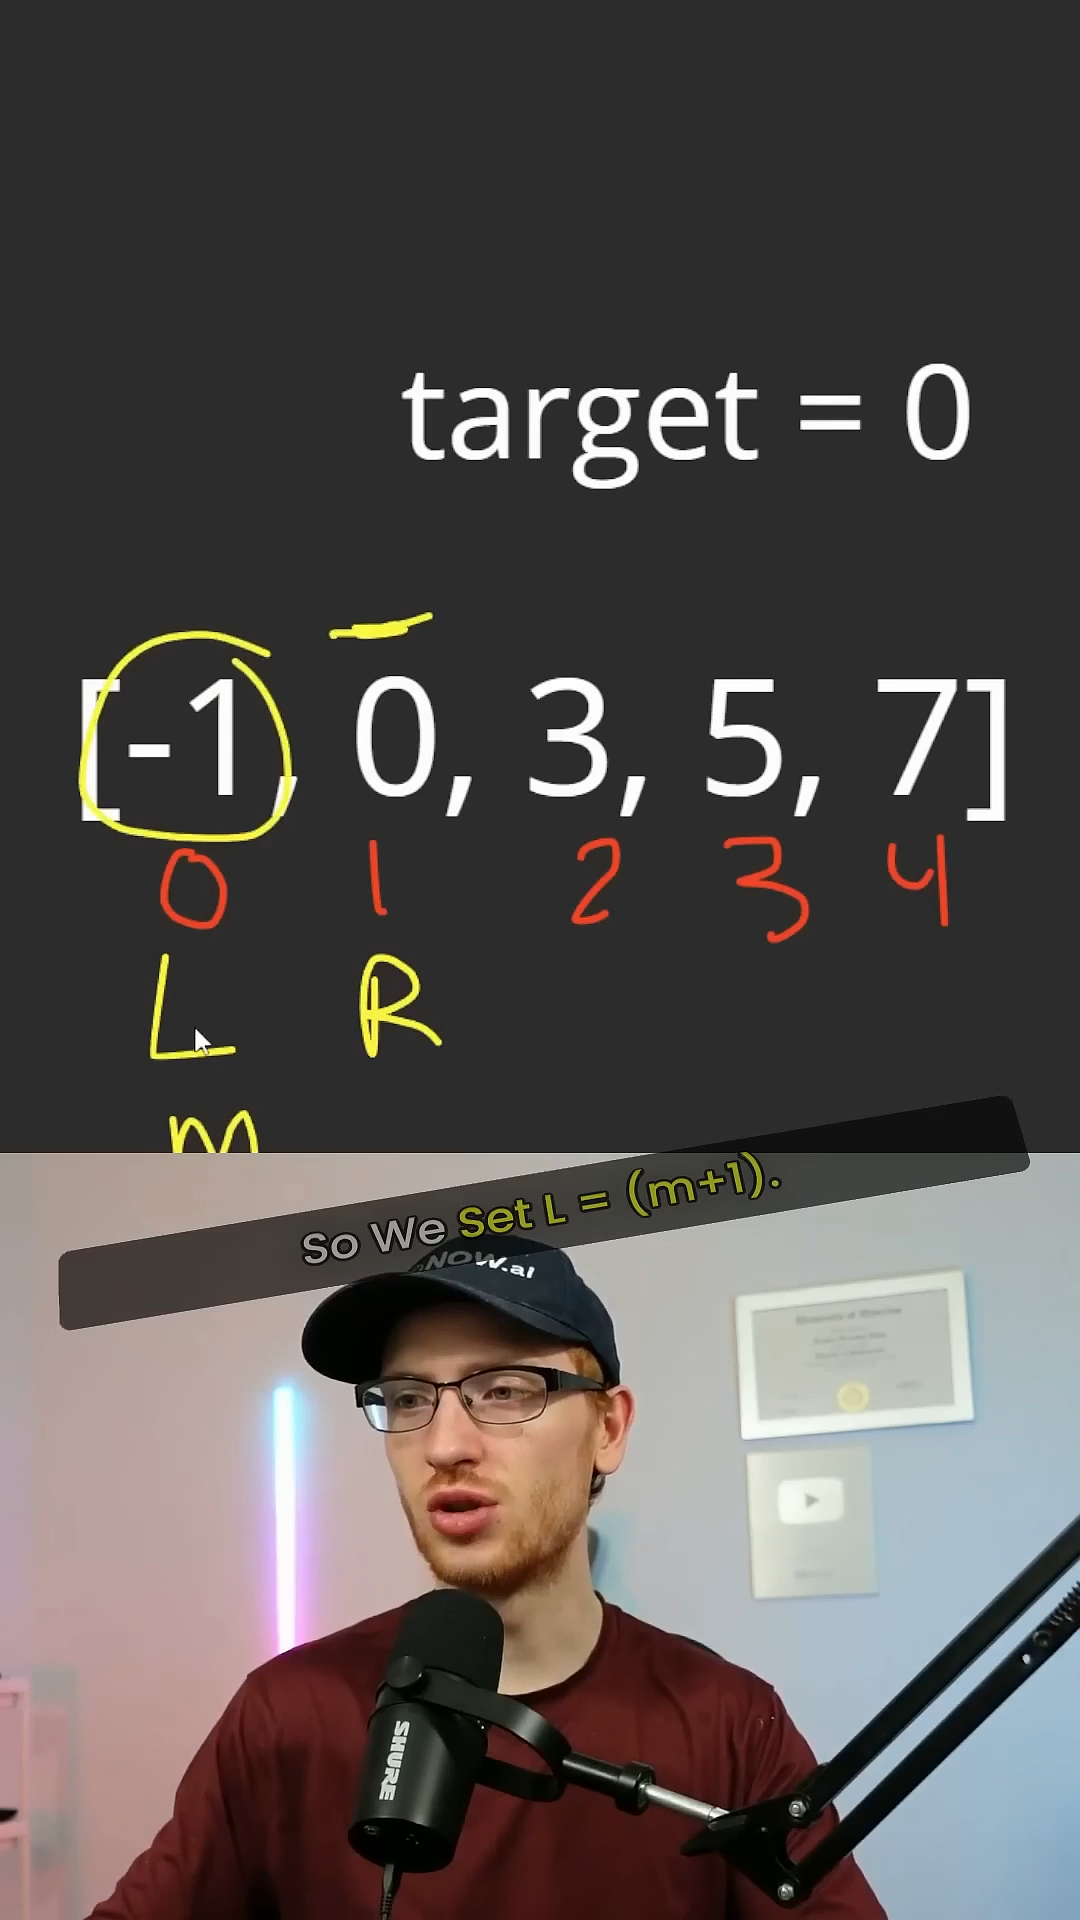 target = 0
[-1, 0, 3, 5, 7]
0 1 2 3 4
L R
m
So We Set L = (m+1).
NOW.ai
SHURE